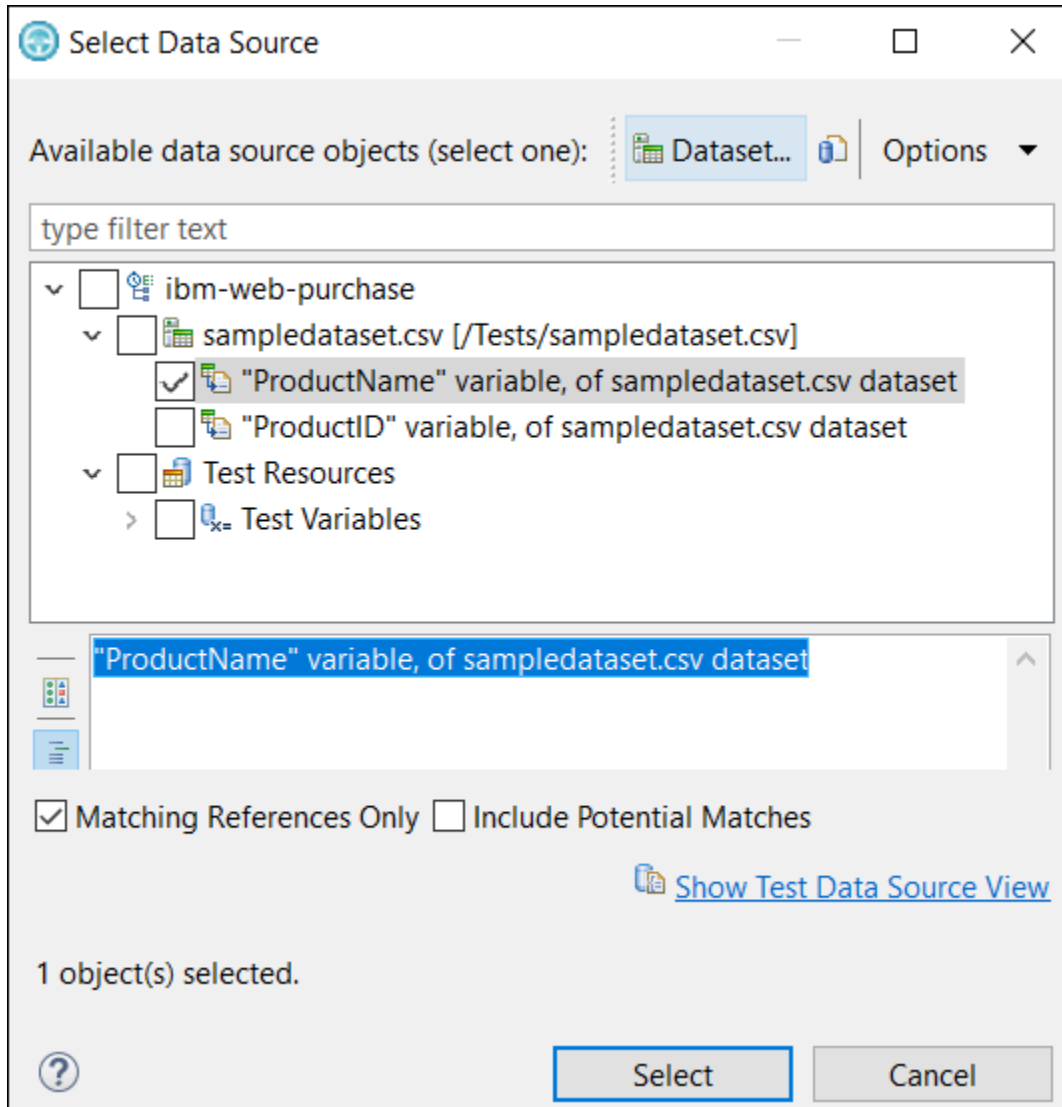 Select Data Source
Available data source objects (select one): Dataset... Options
type filter text
ibm-web-purchase
sampledataset.csv [/Tests/sampledataset.csv]
"ProductName" variable, of sampledataset.csv dataset
"ProductID" variable, of sampledataset.csv dataset
Test Resources
Test Variables
"ProductName" variable, of sampledataset.csv dataset
Matching References Only Include Potential Matches
Show Test Data Source View
1 object(s) selected.
? Select Cancel